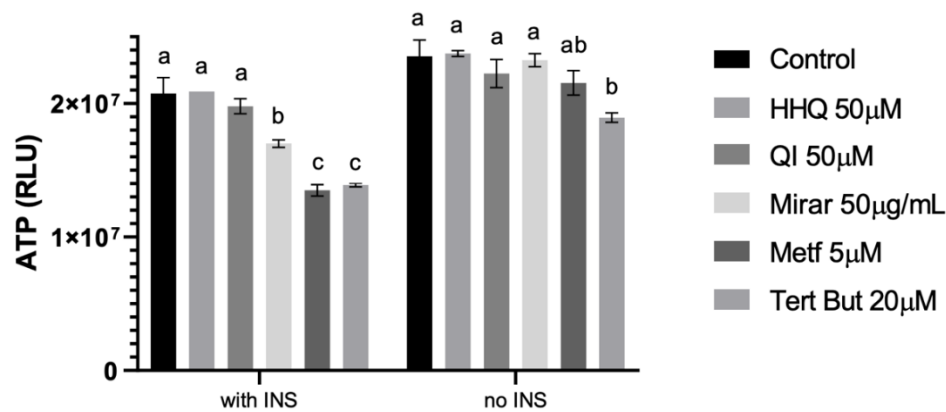 a a a b c c
a a a a ab b
ATP (RLU)
2×10⁷
1×10⁷
0
with INS
no INS
Control
HHQ 50μM
QI 50μM
Mirar 50μg/mL
Metf 5μM
Tert But 20μM